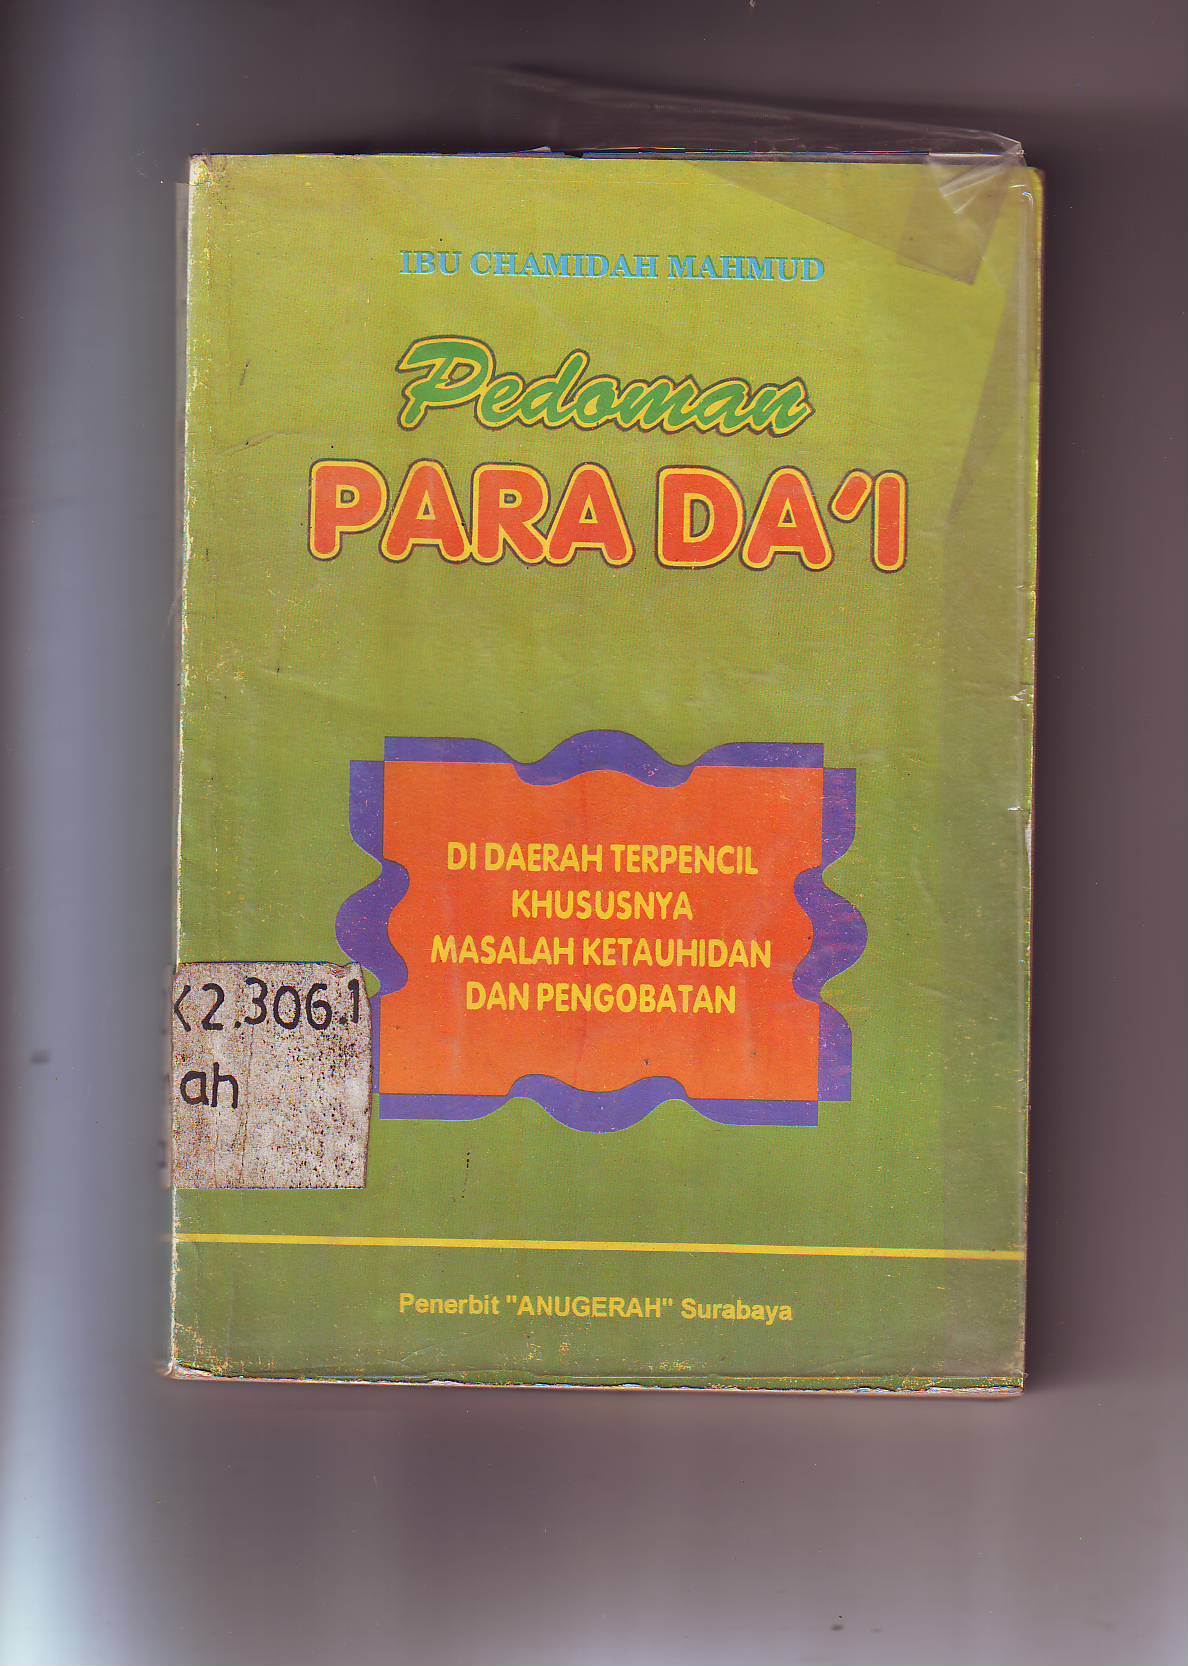 IBU CHAMIDAH MAHMUD
Pedoman
PARA DA'I
DI DAERAH TERPENCIL
KHUSUSNYA
MASALAH KETAUHIDAN
DAN PENGOBATAN
2.306.1
ah
Penerbit "ANUGERAH" Surabaya